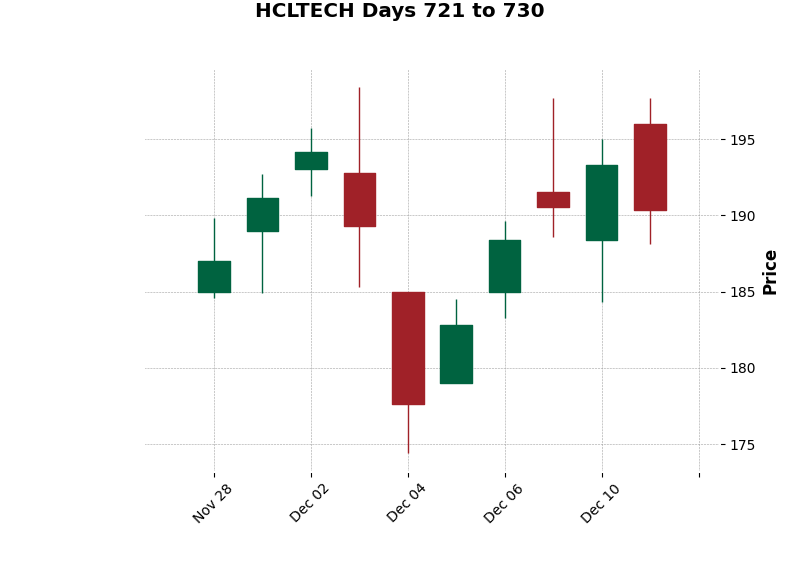 HCLTECH Days 721 to 730
195
190
185
180
175
Price
Nov 28
Dec 02
Dec 04
Dec 06
Dec 10